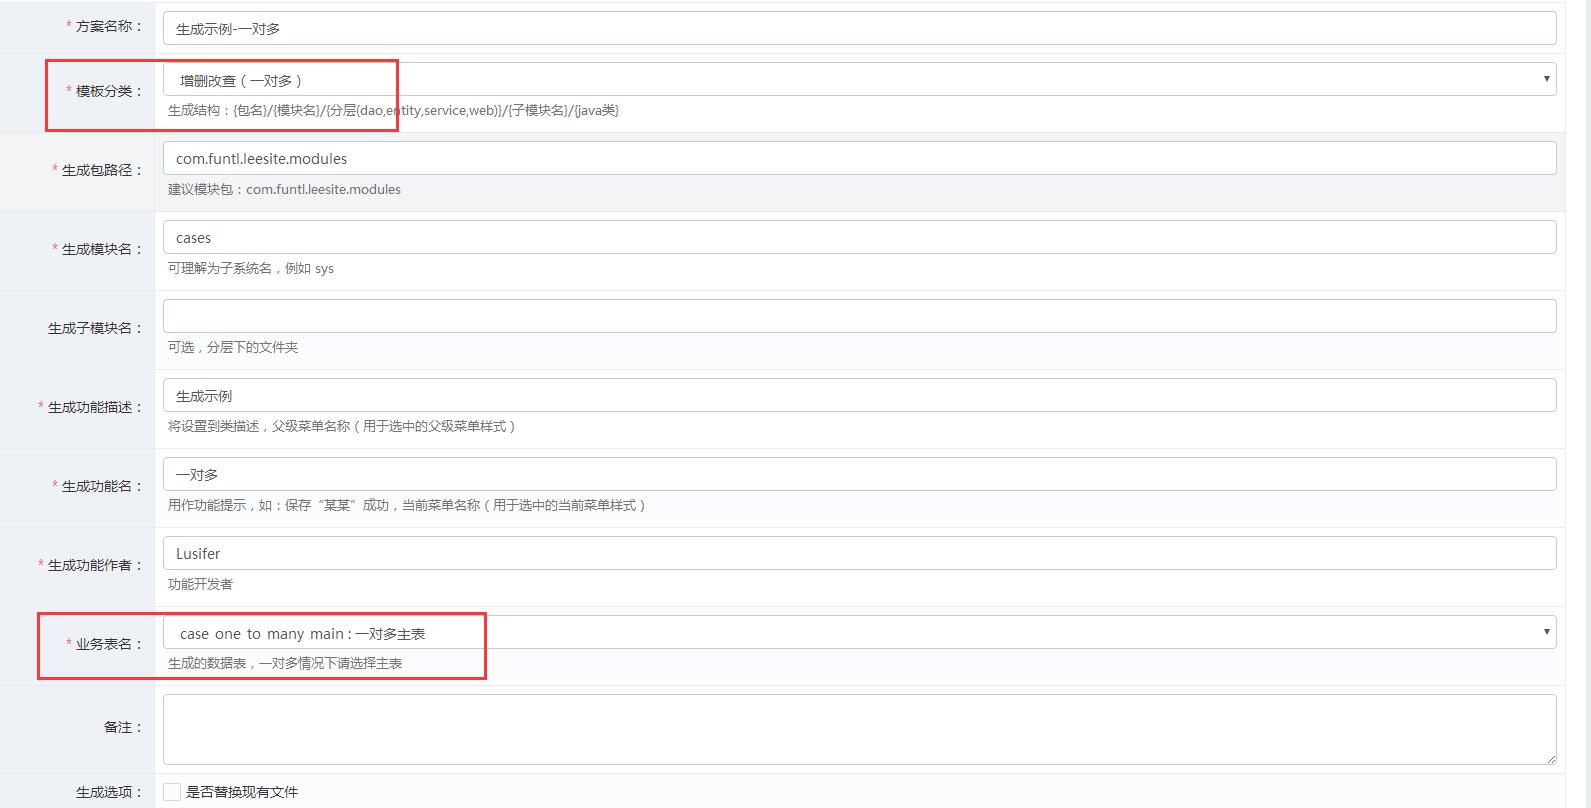 * 方案名称：
生成示例-一对多
* 模板分类：
增删改查（一对多）
生成结构：{包名}/{模块名}/{分层(dao,entity,service,web)}/{子模块名}/{java类}
* 生成包路径：
com.funtl.leesite.modules
建议模块包：com.funtl.leesite.modules
* 生成模块名：
cases
可理解为子系统名，例如 sys
生成子模块名：
可选，分层下的文件夹
* 生成功能描述：
生成示例
将设置到类描述，父级菜单名称（用于选中的父级菜单样式）
* 生成功能名：
一对多
用作功能提示，如：保存“某某”成功，当前菜单名称（用于选中的当前菜单样式）
* 生成功能作者：
Lusifer
功能开发者
* 业务表名：
case one to many main : 一对多主表
生成的数据表，一对多情况下请选择主表
备注：
生成选项：
是否替换现有文件